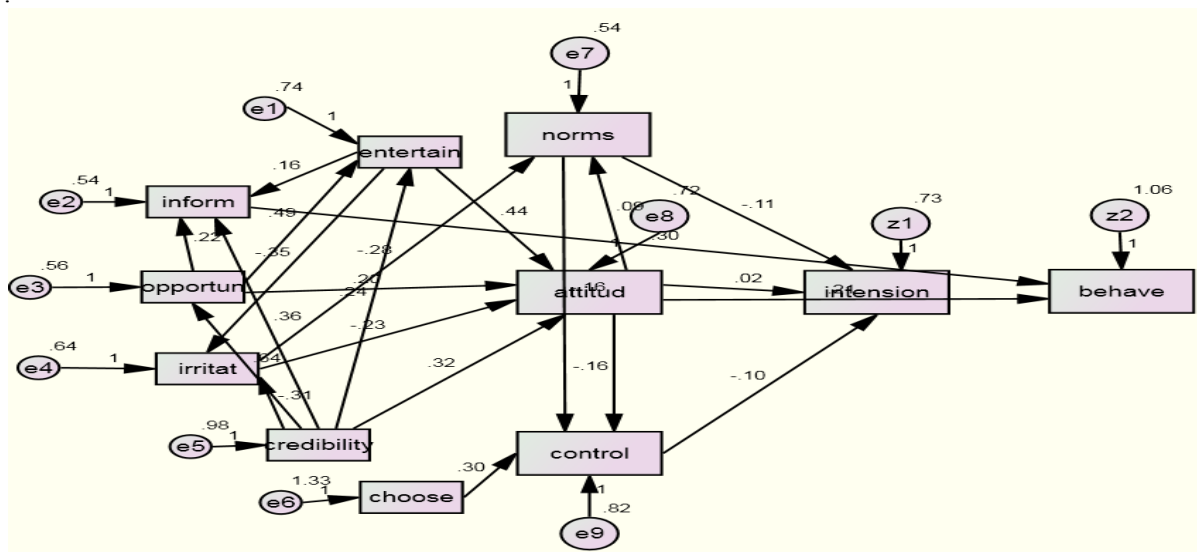 .54
e7
.74
e1
1
1
norms
entertain
.54
.16
.72
1.06
e2
1
inform
.49
.44
.09
e8
-.11
.73
z1
z2
.22
-.35
-.28
1
.30
1
1
.56
e3
1
opportun
.20
.24
attitud
.16
.02
intension
behave
.36
-.23
.64
e4
1
irritat
.32
-.16
-.10
-.31
.98
e5
1
credibility
control
1.33
.30
e6
1
choose
1
.82
e9